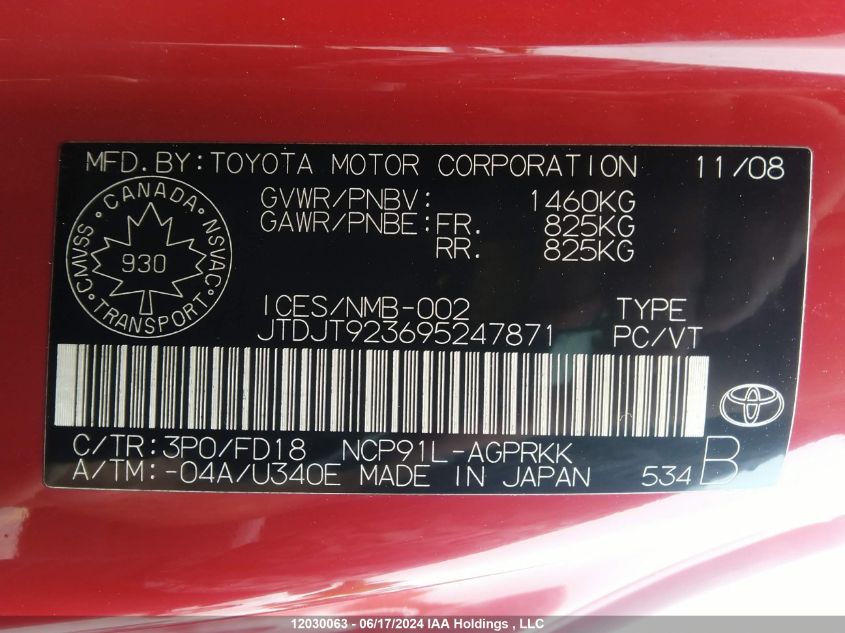 MFD.BY:TOYOTA MOTOR CORPORATION 11/08
CANADA
CMVSS NSVAC
930
TRANSPORT
GVWR/PNBV: 1460KG
GAWR/PNBE:FR. 825KG
RR. 825KG
ICES/NMB-002 TYPE
JTDJT923695247871 PC/VT
C/TR:3P0/FD18 NCP91L-AGPRKK
A/TM:-04A/U340E MADE IN JAPAN 534 B
12030063 - 06/17/2024 IAA Holdings , LLC